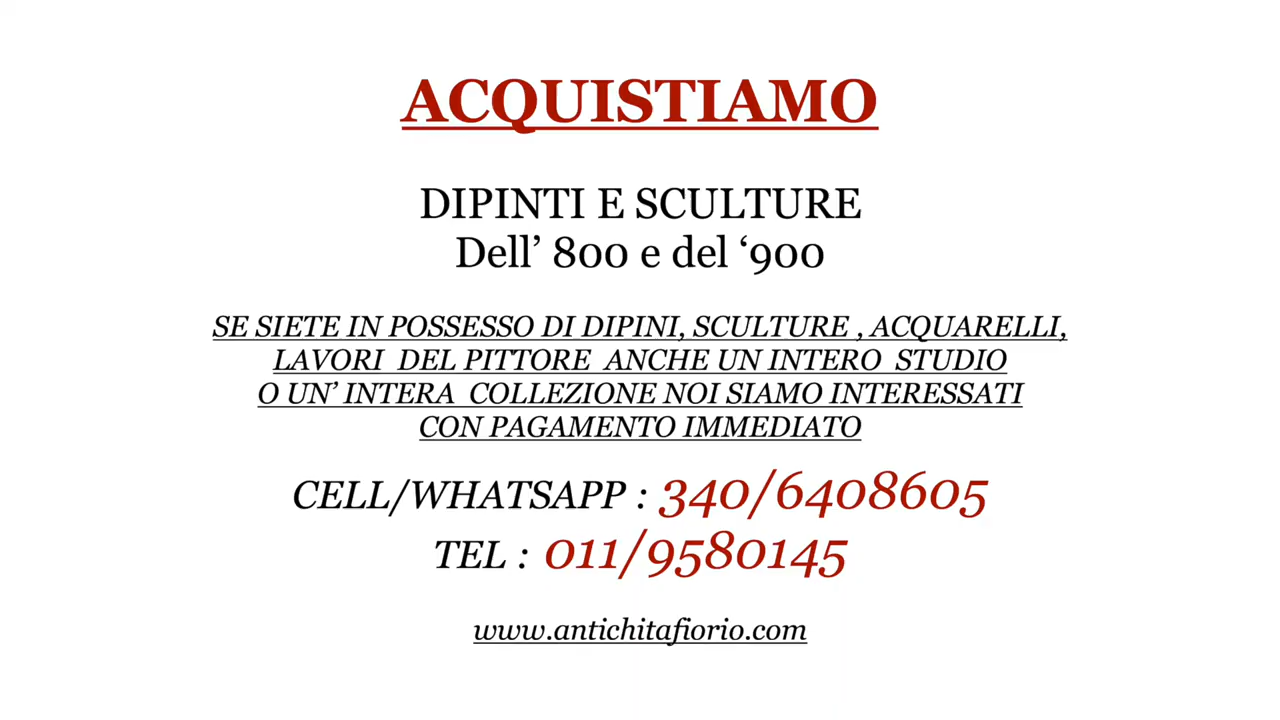 ACQUISTIAMO
DIPINTI E SCULTURE
Dell’ 800 e del ‘900
SE SIETE IN POSSESSO DI DIPINI, SCULTURE , ACQUARELLI,
LAVORI DEL PITTORE ANCHE UN INTERO STUDIO
O UN’ INTERA COLLEZIONE NOI SIAMO INTERESSATI
CON PAGAMENTO IMMEDIATO
CELL/WHATSAPP : 340/6408605
TEL : 011/9580145
www.antichitafiorio.com